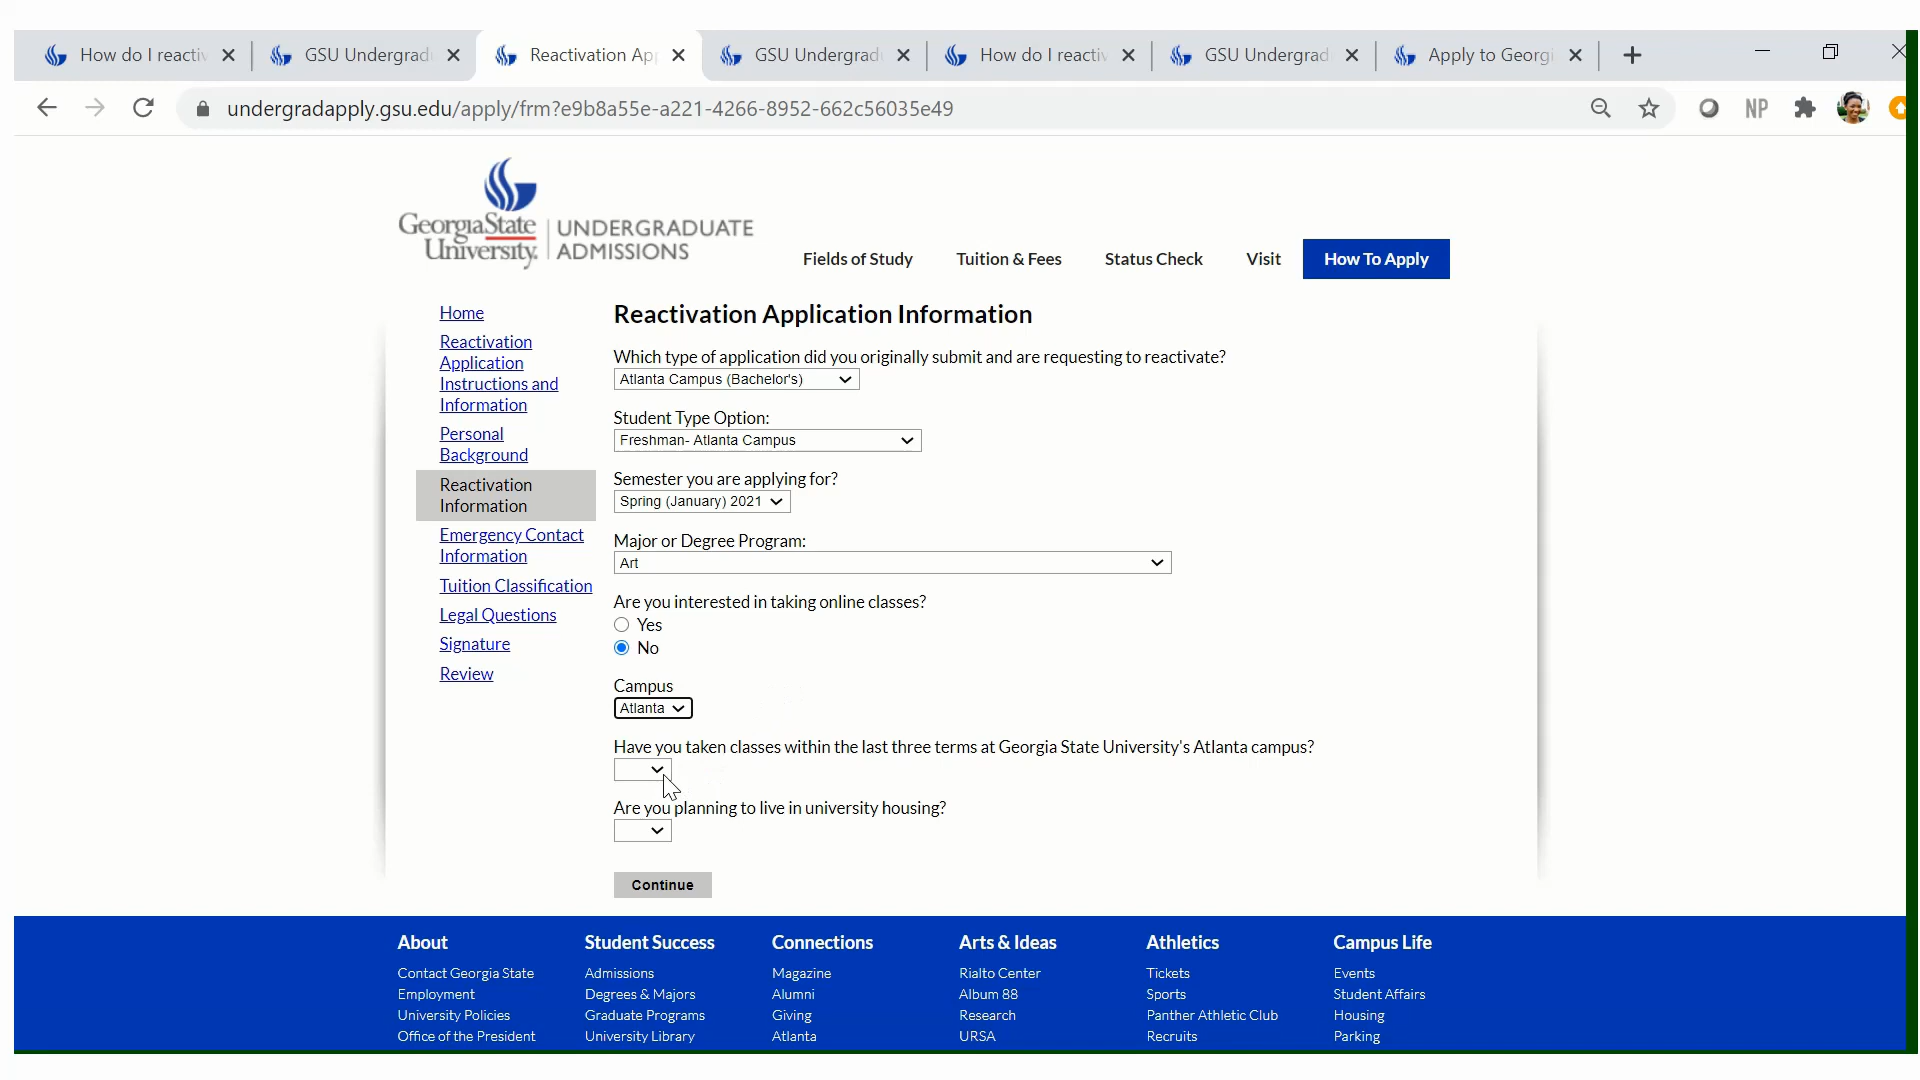 How do I reactiv
GSU Undergradu
Reactivation App
GSU Undergradu
How do I reactiv
GSU Undergrad
Apply to Georgi
undergradapply.gsu.edu/apply/frm?e9b8a55e-a221-4266-8952-662c56035e49
NP
GeorgiaState
University.
UNDERGRADUATE
ADMISSIONS
Fields of Study
Tuition & Fees
Status Check
Visit
How To Apply
Home
Reactivation
Application
Instructions and
Information
Personal
Background
Reactivation
Information
Emergency Contact
Information
Tuition Classification
Legal Questions
Signature
Review
Reactivation Application Information
Which type of application did you originally submit and are requesting to reactivate?
Atlanta Campus (Bachelor's)
Student Type Option:
Freshman- Atlanta Campus
Semester you are applying for?
Spring (January) 2021
Major or Degree Program:
Art
Are you interested in taking online classes?
Yes
No
Campus
Atlanta
Have you taken classes within the last three terms at Georgia State University's Atlanta campus?
Are you planning to live in university housing?
Continue
About
Contact Georgia State
Employment
University Policies
Office of the President
Student Success
Admissions
Degrees & Majors
Graduate Programs
University Library
Connections
Magazine
Alumni
Giving
Atlanta
Arts & Ideas
Rialto Center
Album 88
Research
URSA
Athletics
Tickets
Sports
Panther Athletic Club
Recruits
Campus Life
Events
Student Affairs
Housing
Parking